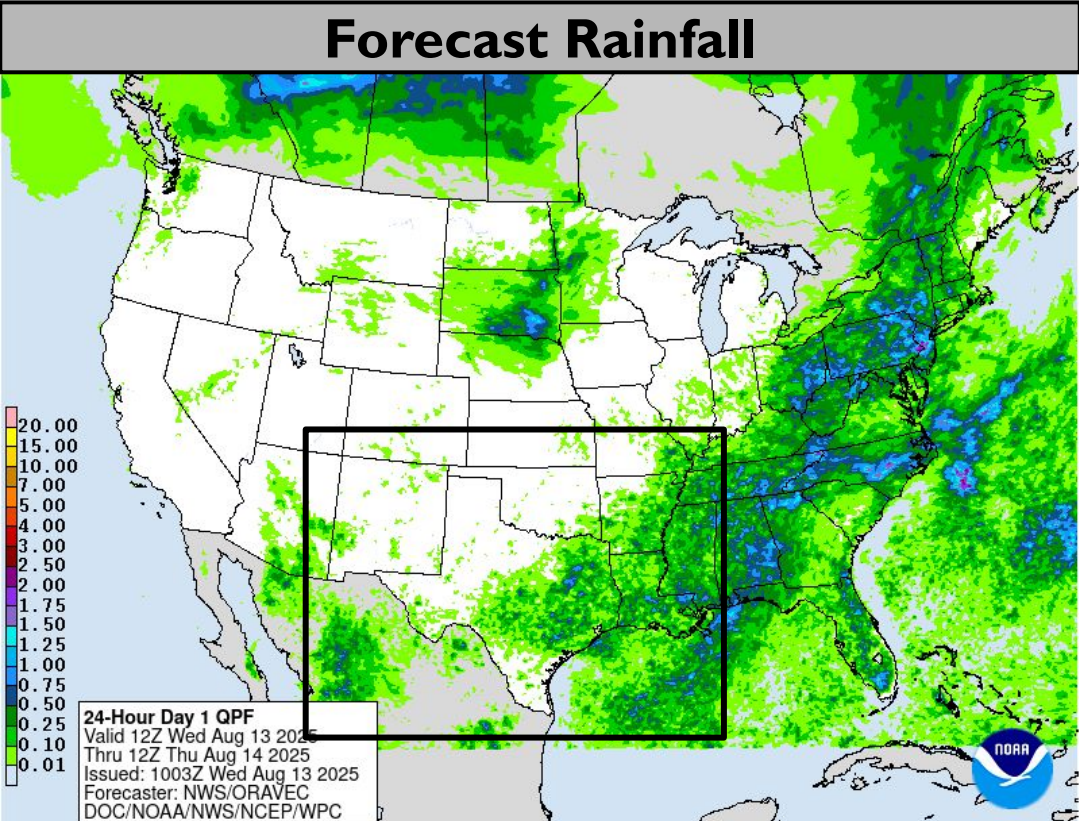 Forecast Rainfall
20.00
15.00
10.00
7.00
5.00
4.00
3.00
2.50
2.00
1.75
1.50
1.25
1.00
0.75
0.50
0.25
0.10
0.01
24-Hour Day 1 QPF
Valid 12Z Wed Aug 13 2025
Thru 12Z Thu Aug 14 2025
Issued: 1003Z Wed Aug 13 2025
Forecaster: NWS/ORAVEC
DOC/NOAA/NWS/NCEP/WPC
NOAA